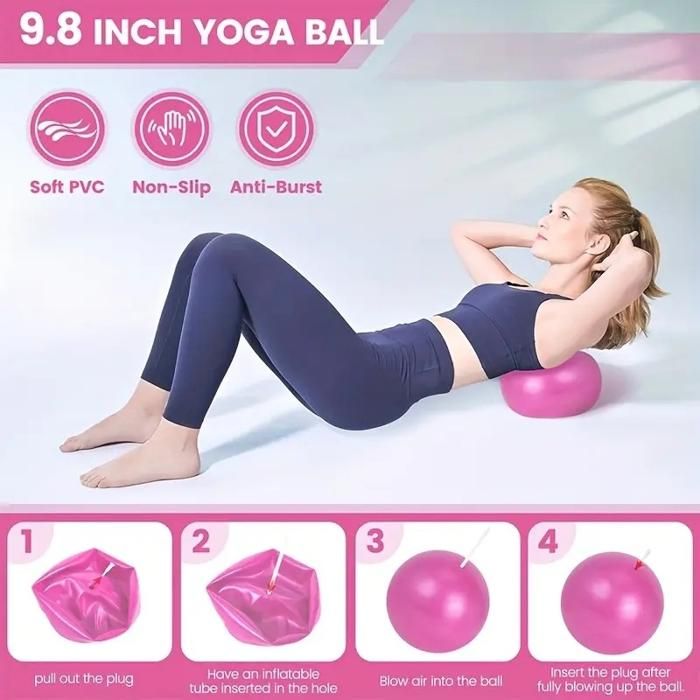 9.8 INCH YOGA BALL
Soft PVC
Non-Slip
Anti-Burst
1
2
3
4
pull out the plug
Have an inflatable
tube inserted in the hole
Blow air into the ball
Insert the plug after
fully blowing up the ball